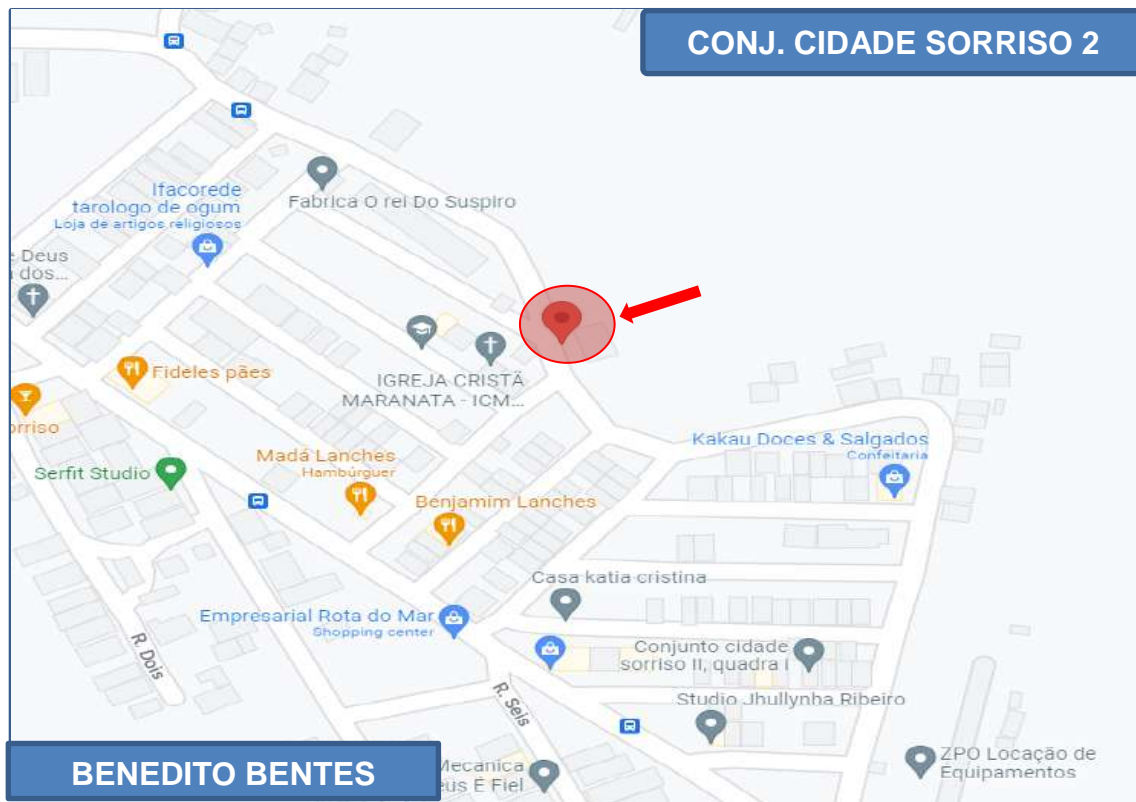 CONJ. CIDADE SORRISO 2
Ifacorede
tarologo de ogum
Loja de artigos religiosos
Fabrica O rei Do Suspiro
Deus
dos...
Fideles pães
IGREJA CRISTÃ
MARANATA - ICM...
orriso
Kakau Doces & Salgados
Confeitaria
Serfit Studio
Madá Lanches
Hambúrguer
Benjamim Lanches
Casa katia cristina
Empresarial Rota do Mar
Shopping center
R. Dois
Conjunto cidade
sorriso II, quadra I
R. Seis
Studio Jhullynha Ribeiro
BENEDITO BENTES
Mecanica
eus É Fiel
ZPO Locação de
Equipamentos